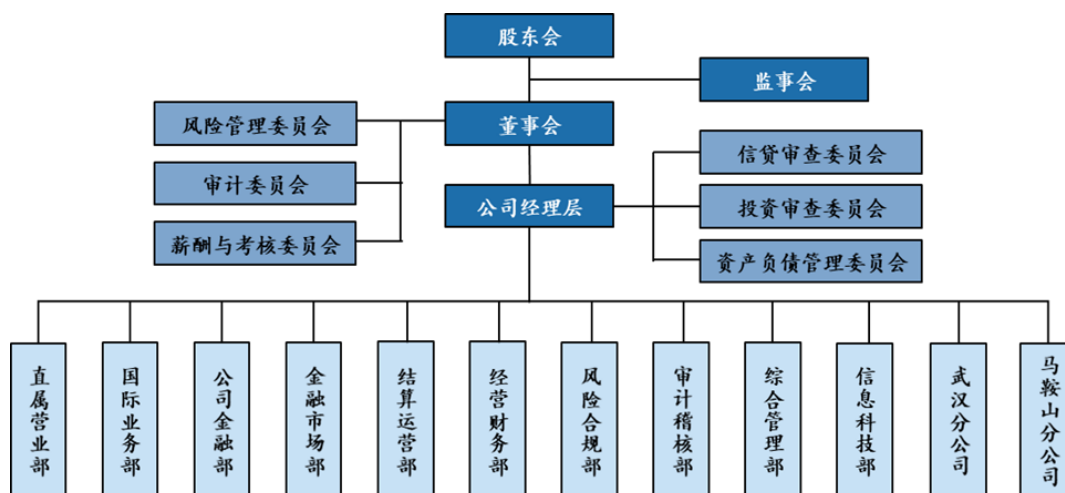 股东会
监事会
董事会
风险管理委员会
审计委员会
薪酬与考核委员会
公司经理层
信贷审查委员会
投资审查委员会
资产负债管理委员会
直属营业部
国际业务部
公司金融部
金融市场部
结算运营部
经营财务部
风险合规部
审计稽核部
综合管理部
信息科技部
武汉分公司
马鞍山分公司